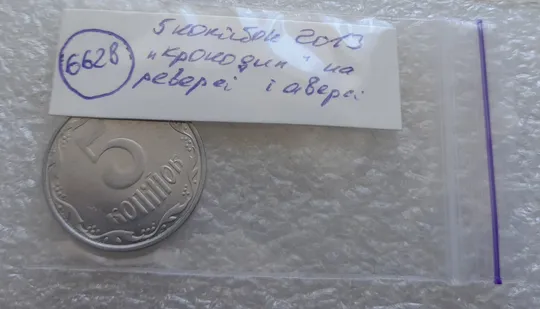 6628
5 копійок 2013
"крокодил" на
реверсі і аверсі
5
КОПІЙОК